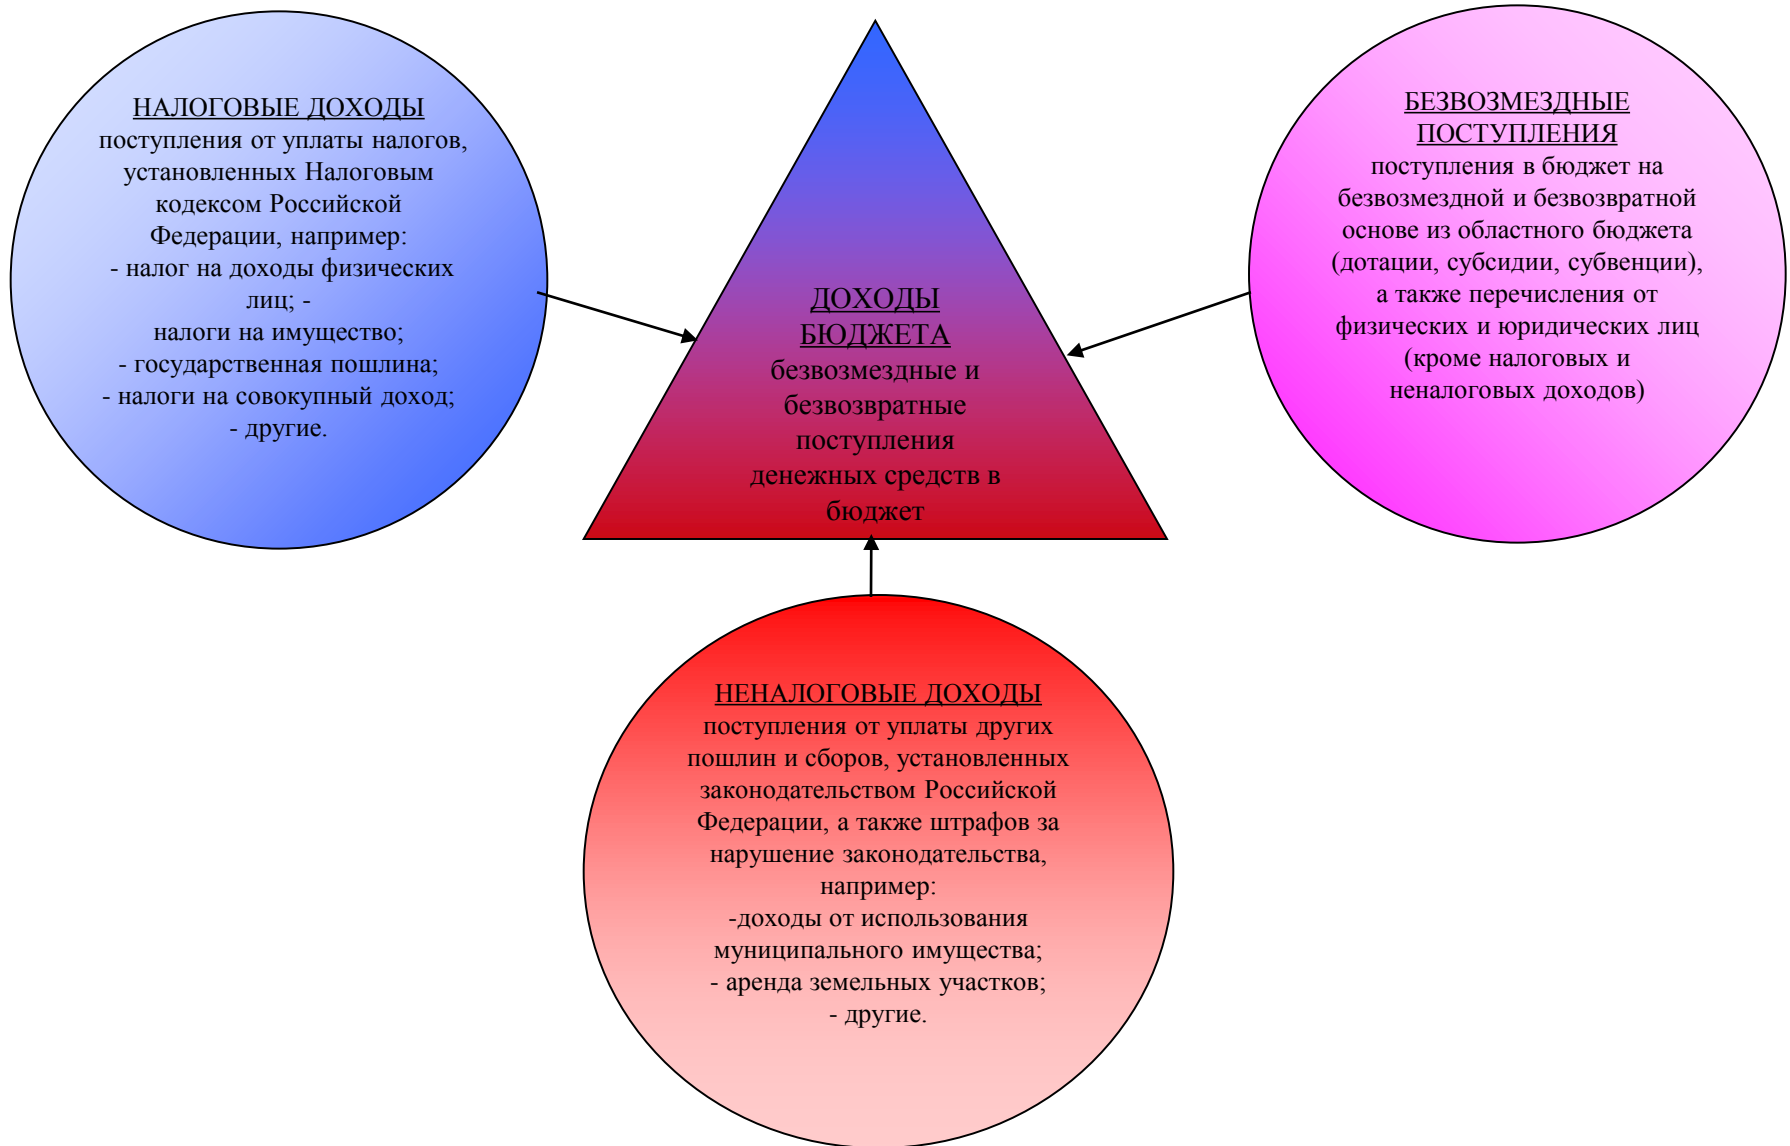 НАЛОГОВЫЕ ДОХОДЫ
поступления от уплаты налогов,
установленных Налоговым
кодексом Российской
Федерации, например:
- налог на доходы физических
лиц; -
налоги на имущество;
- государственная пошлина;
- налоги на совокупный доход;
- другие.
ДОХОДЫ
БЮДЖЕТА
безвозмездные и
безвозвратные
поступления
денежных средств в
бюджет
БЕЗВОЗМЕЗДНЫЕ
ПОСТУПЛЕНИЯ
поступления в бюджет на
безвозмездной и безвозвратной
основе из областного бюджета
(дотации, субсидии, субвенции),
а также перечисления от
физических и юридических лиц
(кроме налоговых и
неналоговых доходов)
НЕНАЛОГОВЫЕ ДОХОДЫ
поступления от уплаты других
пошлин и сборов, установленных
законодательством Российской
Федерации, а также штрафов за
нарушение законодательства,
например:
-доходы от использования
муниципального имущества;
- аренда земельных участков;
- другие.